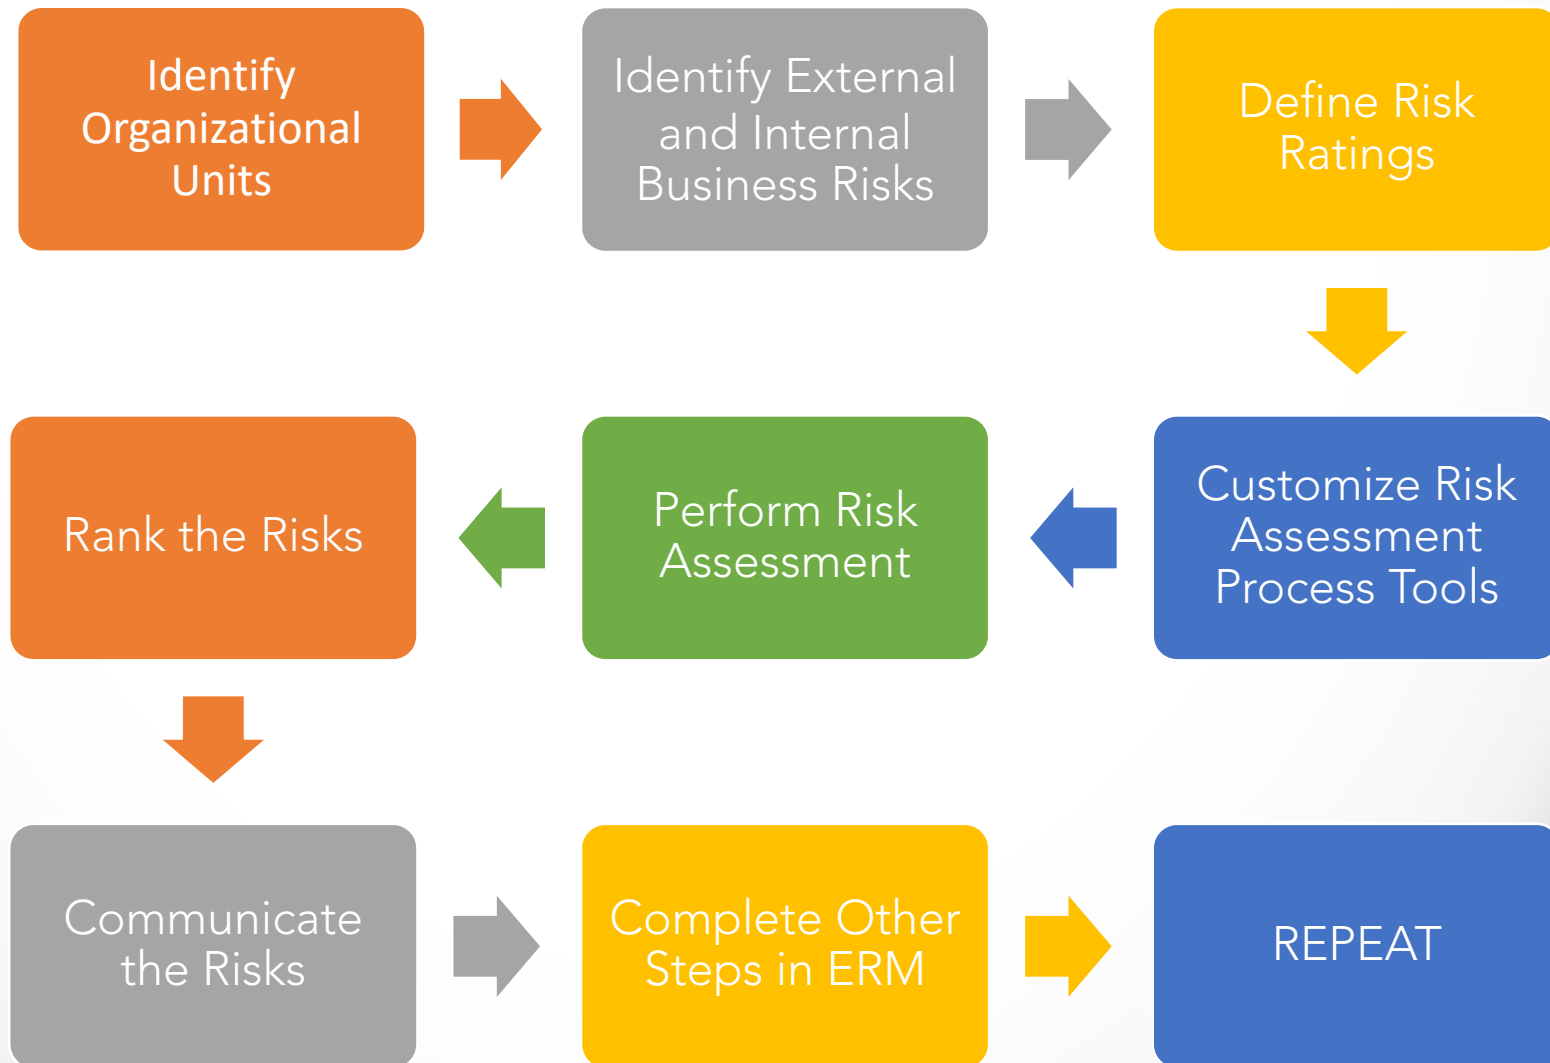 Identify
Organizational
Units
Identify External
and Internal
Business Risks
Define Risk
Ratings
Customize Risk
Assessment
Process Tools
Perform Risk
Assessment
Rank the Risks
Communicate
the Risks
Complete Other
Steps in ERM
REPEAT